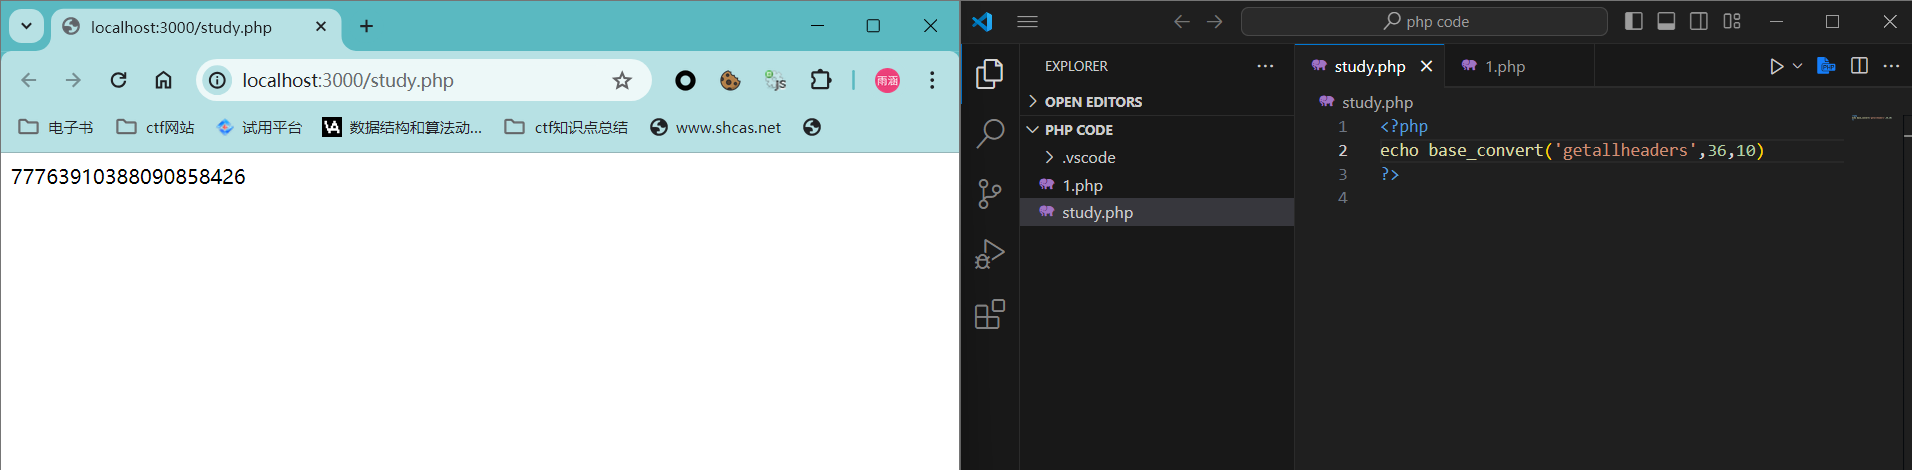 localhost:3000/study.php
localhost:3000/study.php
雨涵
电子书
ctf网站
试用平台
数据结构和算法动...
ctf知识点总结
www.shcas.net
77763910388090858426
php code
EXPLORER
OPEN EDITORS
PHP CODE
.vscode
1.php
study.php
study.php
1.php
study.php
1 <?php
2 echo base_convert('getallheaders',36,10)
3 ?>
4